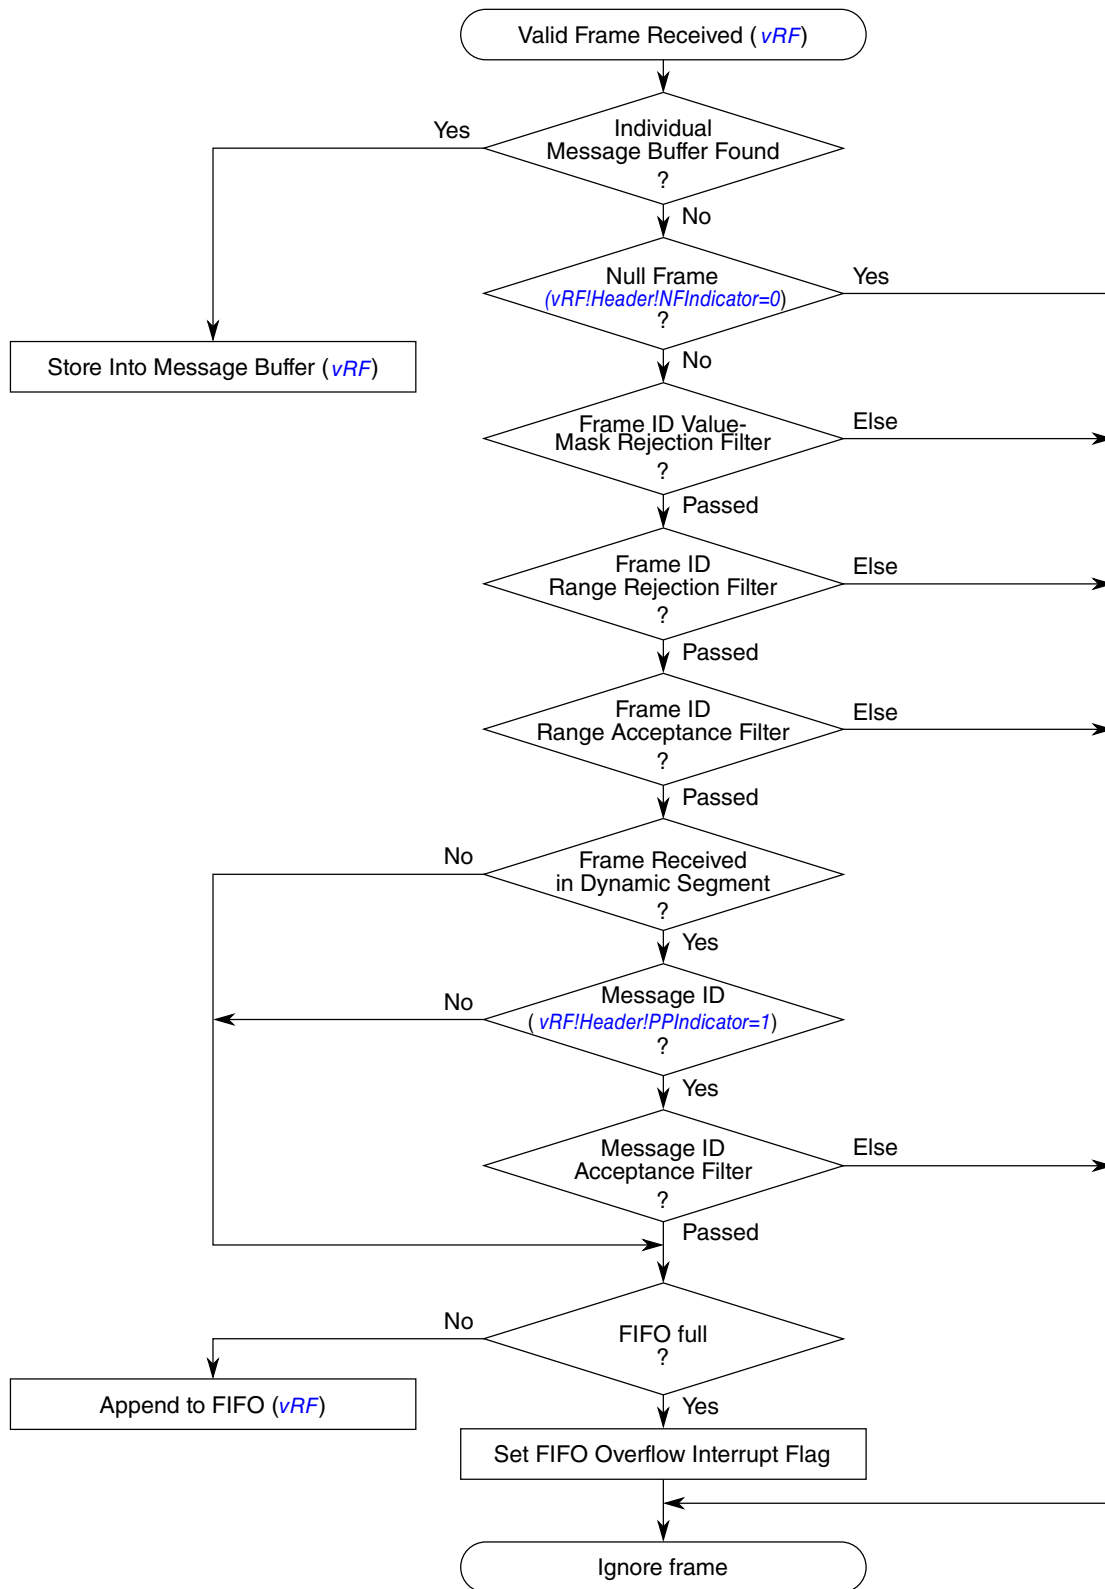 Valid Frame Received (vRF)
Yes
Individual
Message Buffer Found
?
No
Null Frame
(vRF!Header!NFIndicator=0)
?
Yes
Store Into Message Buffer (vRF)
No
Frame ID Value-
Mask Rejection Filter
?
Else
Passed
Frame ID
Range Rejection Filter
?
Else
Passed
Frame ID
Range Acceptance Filter
?
Else
Passed
No
Frame Received
in Dynamic Segment
?
Yes
No
Message ID
( vRF!Header!PPIndicator=1)
?
Yes
Message ID
Acceptance Filter
?
Else
Passed
No
FIFO full
?
Append to FIFO (vRF)
Yes
Set FIFO Overflow Interrupt Flag
Ignore frame